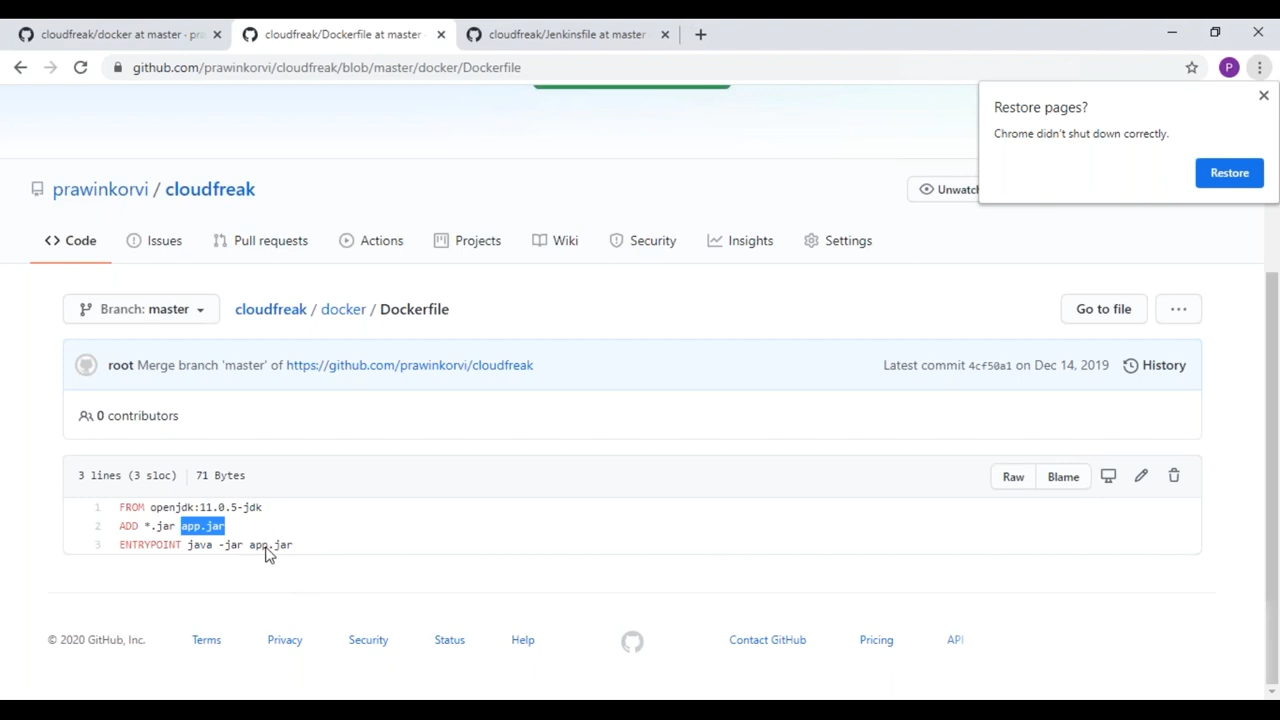 cloudfreak/docker at master · pra
cloudfreak/Dockerfile at master ·
cloudfreak/Jenkinsfile at master
github.com/prawinkorvi/cloudfreak/blob/master/docker/Dockerfile
P
Restore pages?
Chrome didn't shut down correctly.
Restore
prawinkorvi / cloudfreak
Unwatch
<> Code
Issues
Pull requests
Actions
Projects
Wiki
Security
Insights
Settings
Branch: master
cloudfreak / docker / Dockerfile
Go to file
root Merge branch 'master' of https://github.com/prawinkorvi/cloudfreak
Latest commit 4cf50a1 on Dec 14, 2019
History
0 contributors
3 lines (3 sloc)
71 Bytes
Raw
Blame
1 FROM openjdk:11.0.5-jdk
2 ADD *.jar app.jar
3 ENTRYPOINT java -jar app.jar
© 2020 GitHub, Inc.
Terms
Privacy
Security
Status
Help
Contact GitHub
Pricing
API